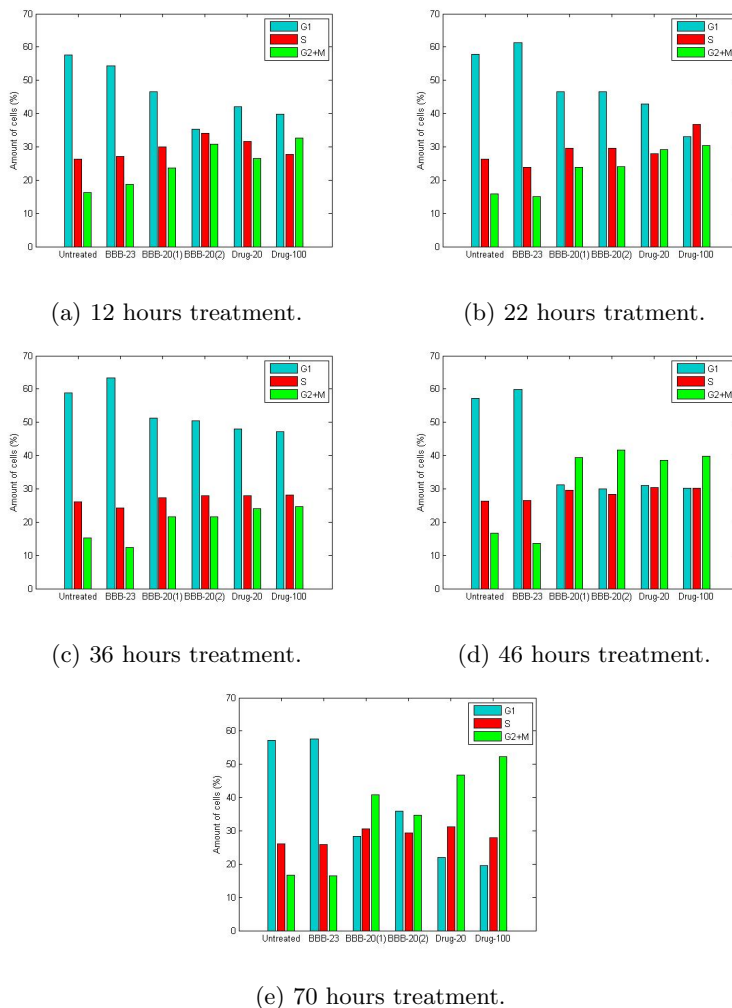 70
60
50
40
30
20
10
0
Amount of cells (%)
G1
S
G2+M
Untreated BBB-23 BBB-20(1) BBB-20(2) Drug-20 Drug-100
(a) 12 hours treatment.
70
60
50
40
30
20
10
0
Amount of cells (%)
G1
S
G2+M
Untreated BBB-23 BBB-20(1) BBB-20(2) Drug-20 Drug-100
(b) 22 hours tratment.
70
60
50
40
30
20
10
0
Amount of cells (%)
G1
S
G2+M
Untreated BBB-23 BBB-20(1) BBB-20(2) Drug-20 Drug-100
(c) 36 hours treatment.
70
60
50
40
30
20
10
0
Amount of cells (%)
G1
S
G2+M
Untreated BBB-23 BBB-20(1) BBB-20(2) Drug-20 Drug-100
(d) 46 hours treatment.
70
60
50
40
30
20
10
0
Amount of cells (%)
G1
S
G2+M
Untreated BBB-23 BBB-20(1) BBB-20(2) Drug-20 Drug-100
(e) 70 hours treatment.